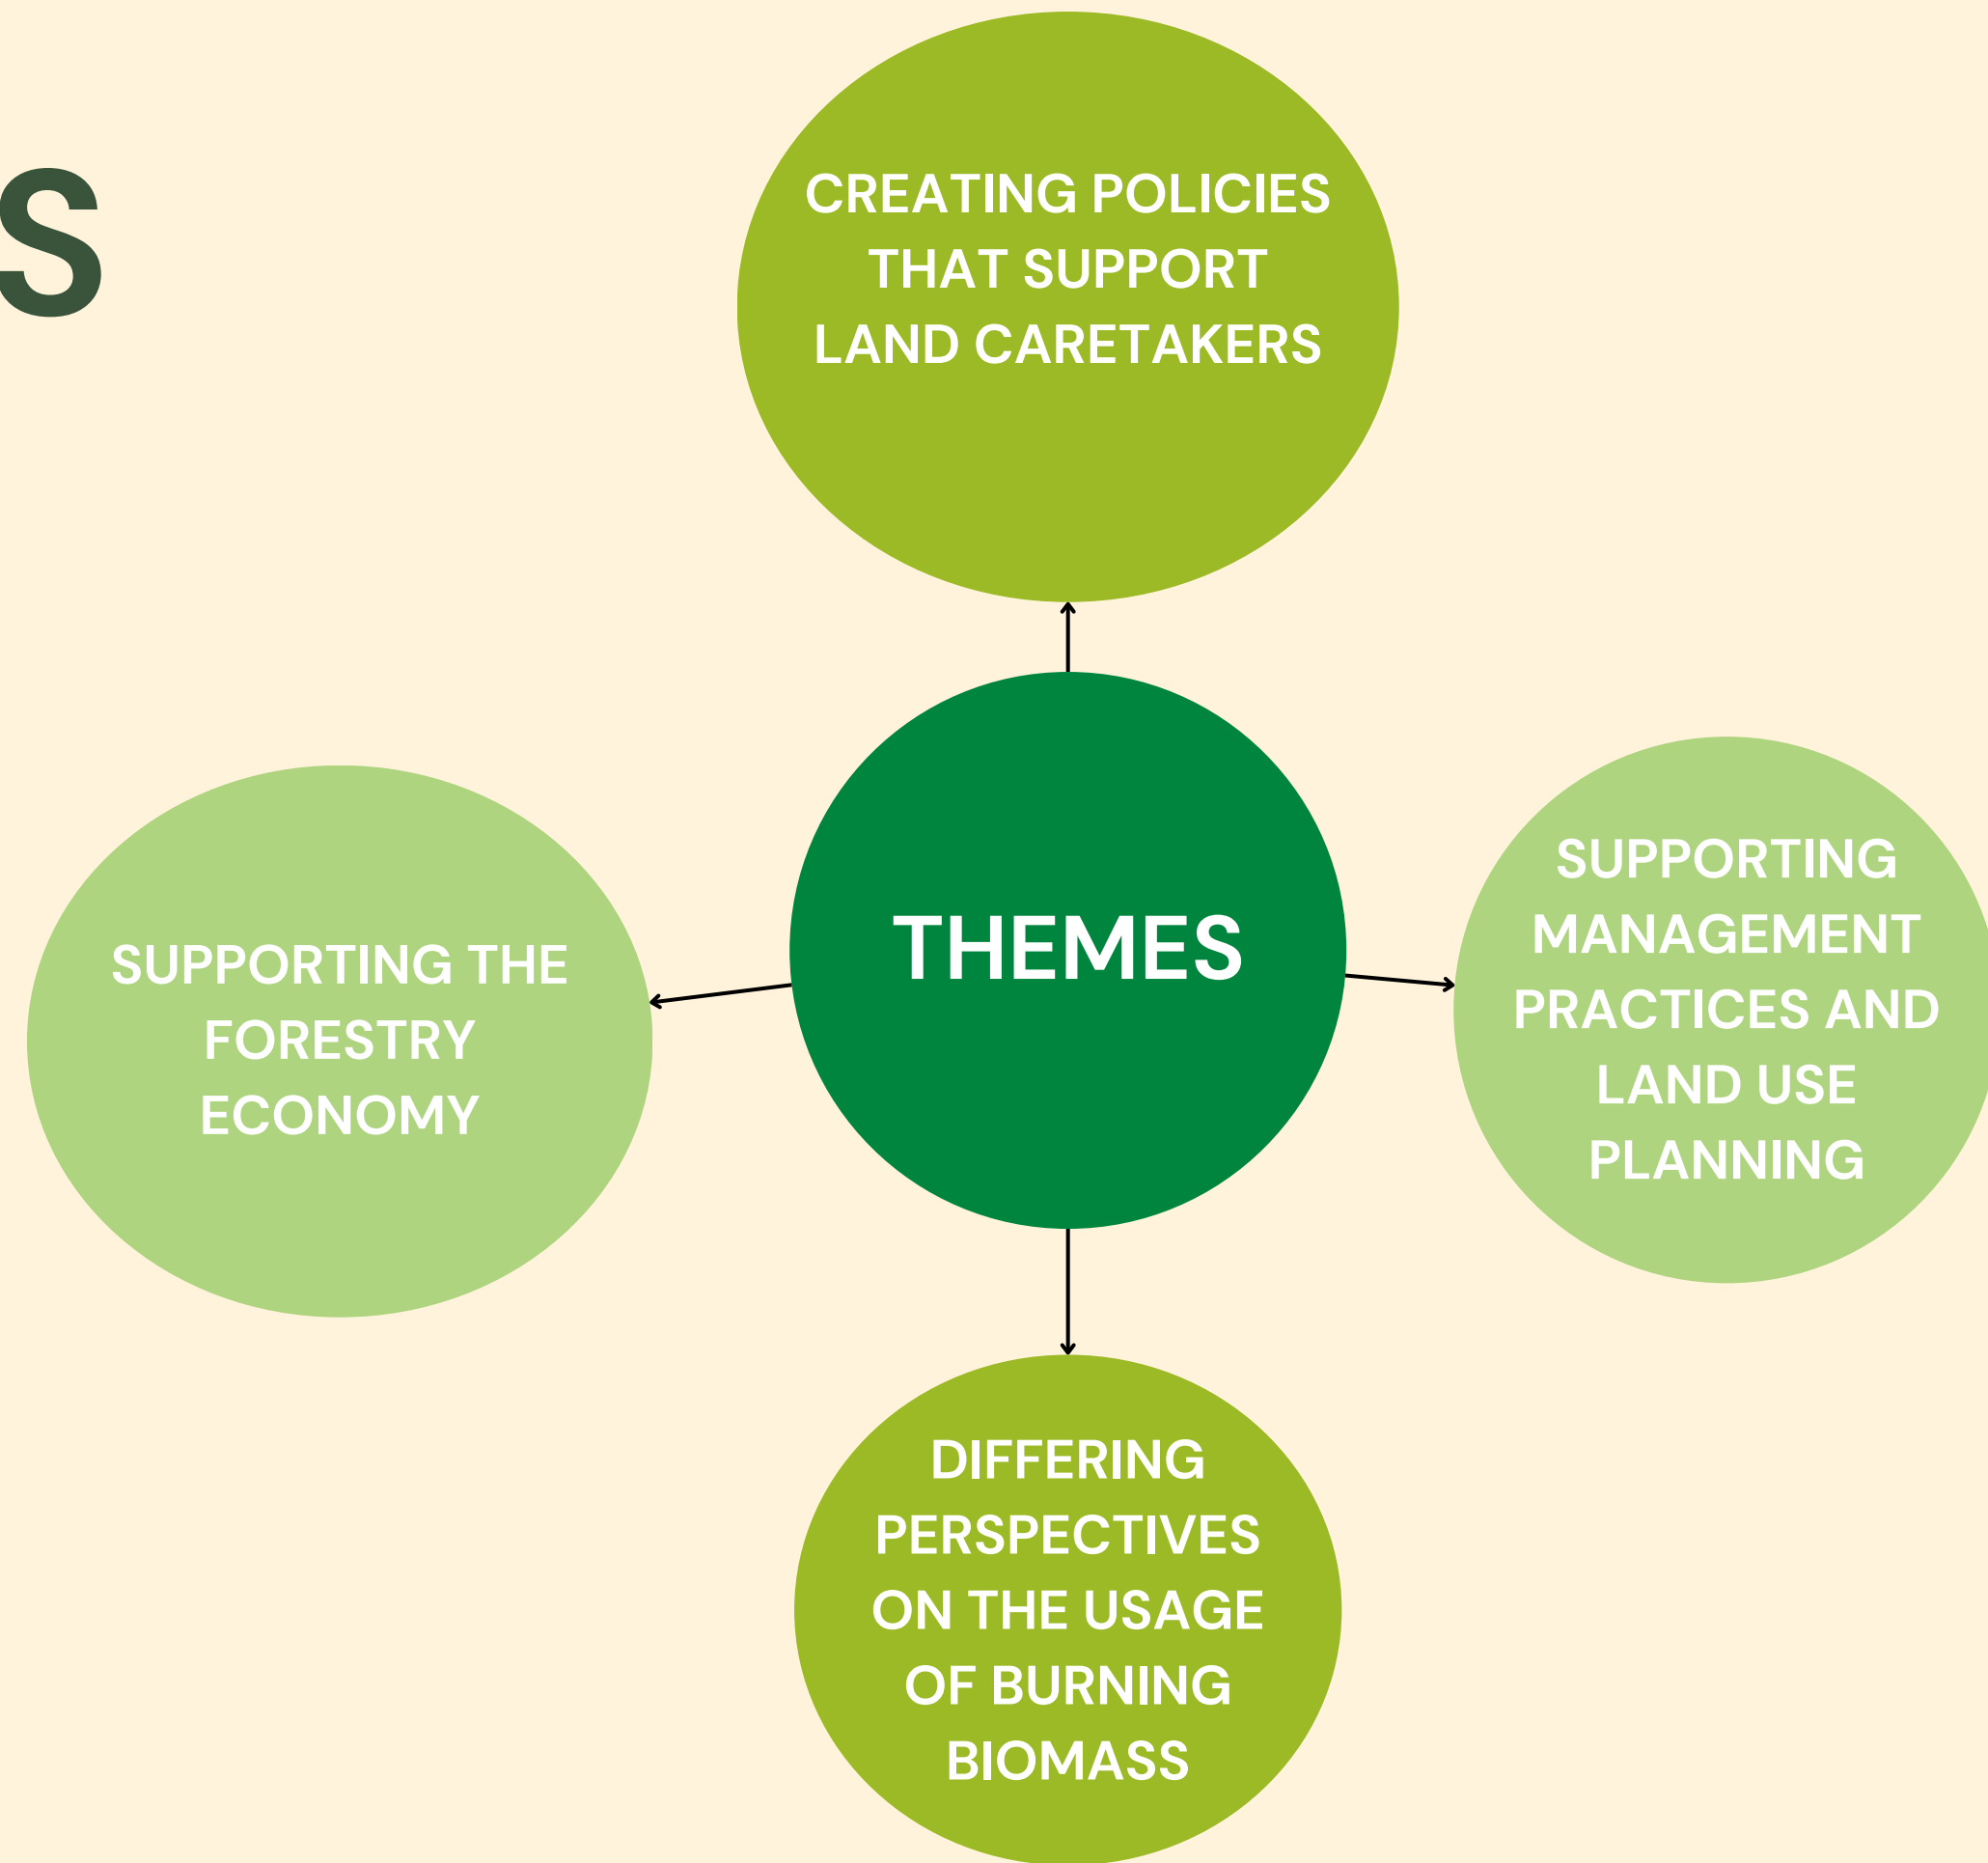 S
CREATING POLICIES
THAT SUPPORT
LAND CARETAKERS
THEMES
SUPPORTING THE
FORESTRY
ECONOMY
SUPPORTING
MANAGEMENT
PRACTICES AND
LAND USE
PLANNING
DIFFERING
PERSPECTIVES
ON THE USAGE
OF BURNING
BIOMASS